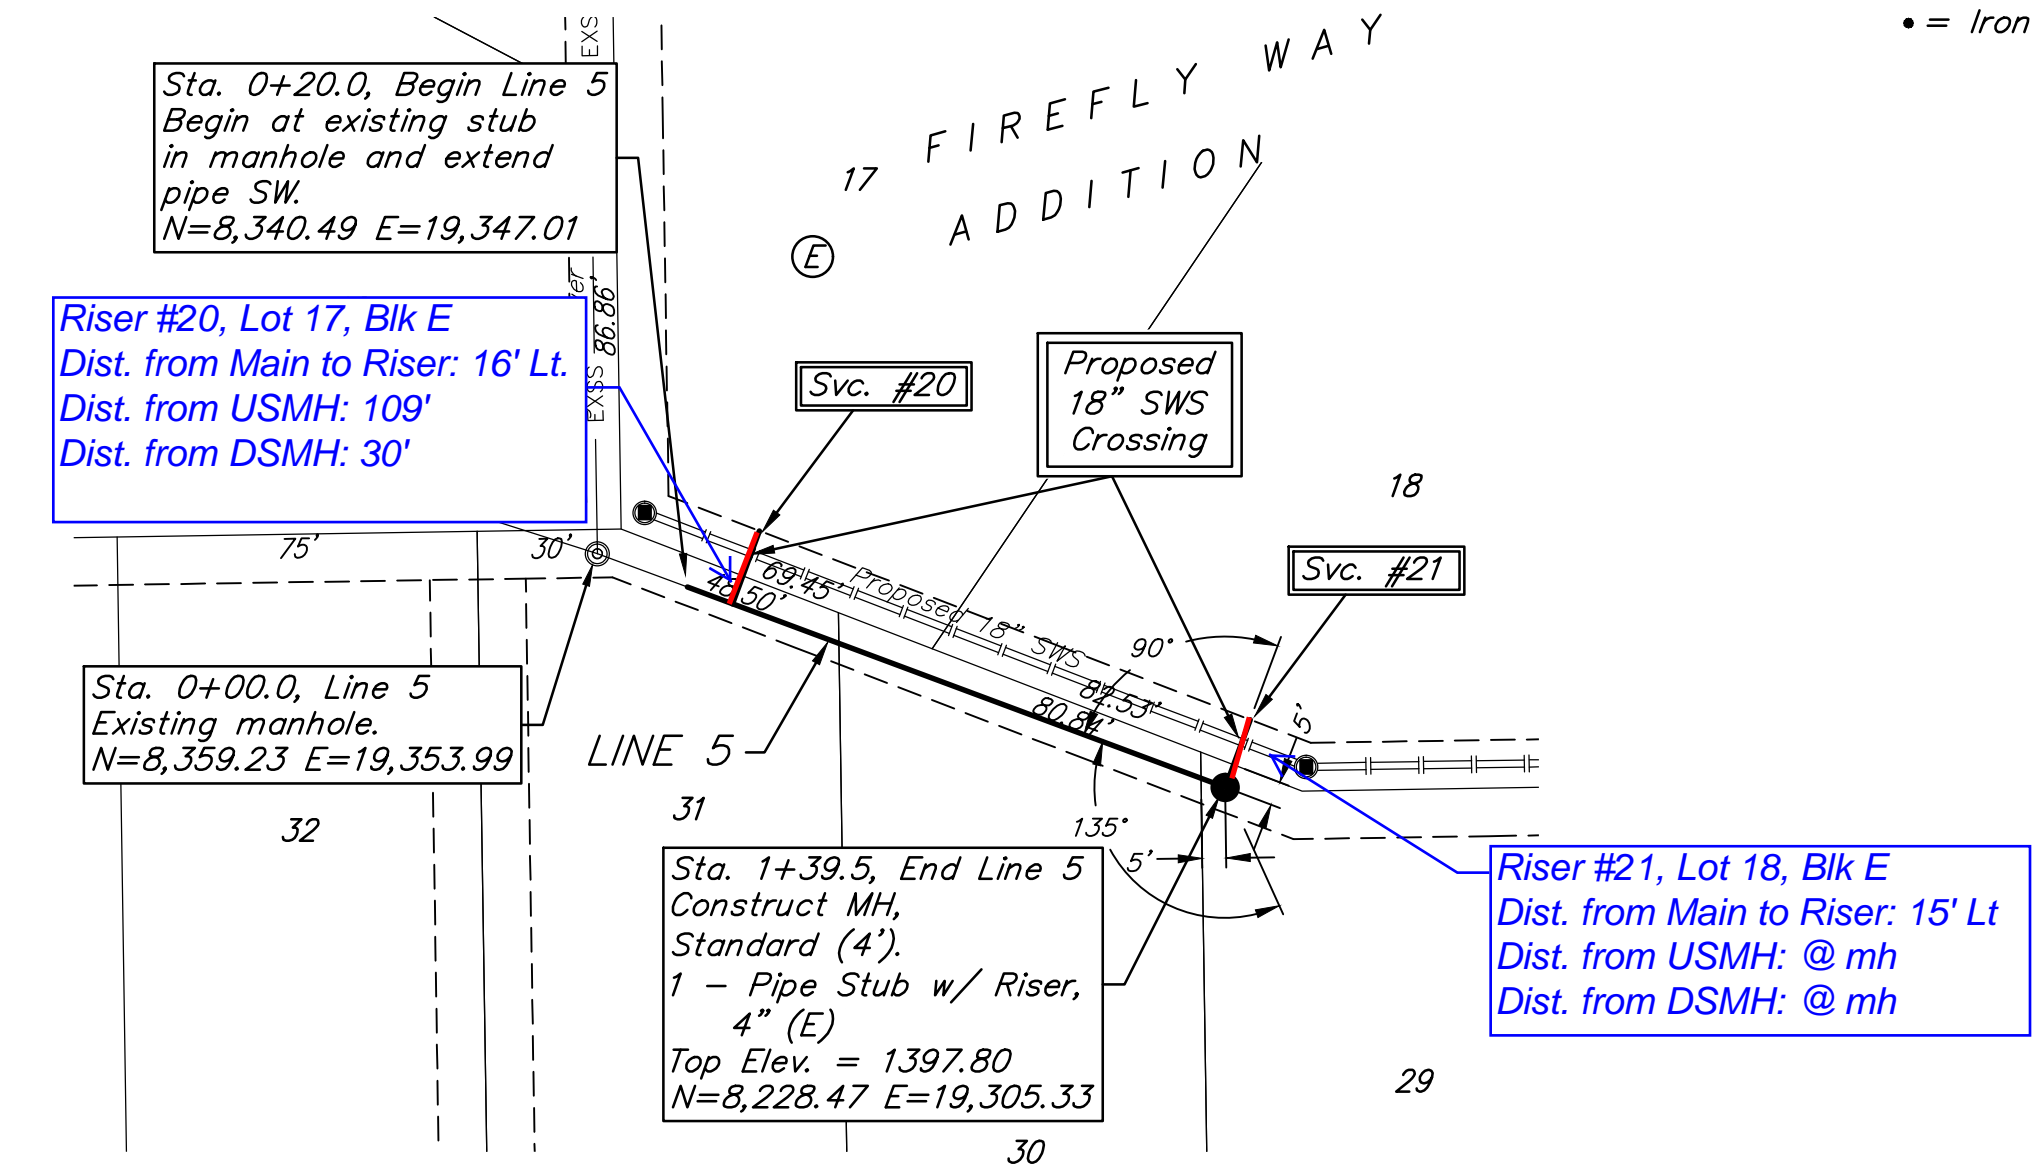 • = Iron
FIREFLY WAY
ADDITION
Sta. 0+20.0, Begin Line 5
Begin at existing stub
in manhole and extend
pipe SW.
N=8,340.49 E=19,347.01
EXS
17
E
86.86'
EXSS
Riser #20, Lot 17, Blk E
Dist. from Main to Riser: 16' Lt.
Dist. from USMH: 109'
Dist. from DSMH: 30'
Svc. #20
Proposed
18" SWS
Crossing
18
75'
30'
Svc. #21
69.45'
48.50'
Proposed 18" SWS
90°
82.53'
80.84'
5'
Sta. 0+00.0, Line 5
Existing manhole.
N=8,359.23 E=19,353.99
LINE 5
31
32
135°
5'
Sta. 1+39.5, End Line 5
Construct MH,
Standard (4').
1 - Pipe Stub w/ Riser,
4" (E)
Top Elev. = 1397.80
N=8,228.47 E=19,305.33
Riser #21, Lot 18, Blk E
Dist. from Main to Riser: 15' Lt
Dist. from USMH: @ mh
Dist. from DSMH: @ mh
29
30